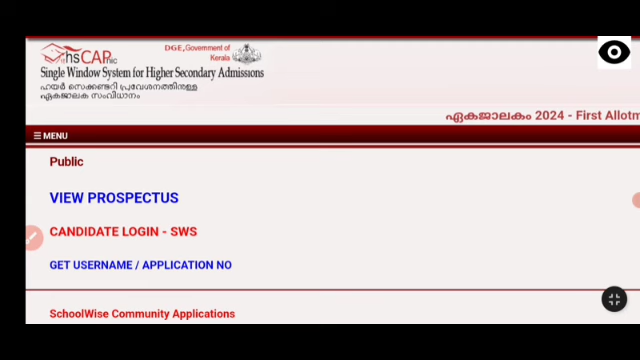 hsCAP
nic
DGE, Government of
Kerala
Single Window System for Higher Secondary Admissions
ഹയർ സെക്കണ്ടറി പ്രവേശനത്തിനുള്ള
ഏകജാലക സംവിധാനം
ഏകജാലകം 2024 - First Allotm
☰ MENU
Public
VIEW PROSPECTUS
CANDIDATE LOGIN - SWS
GET USERNAME / APPLICATION NO
SchoolWise Community Applications